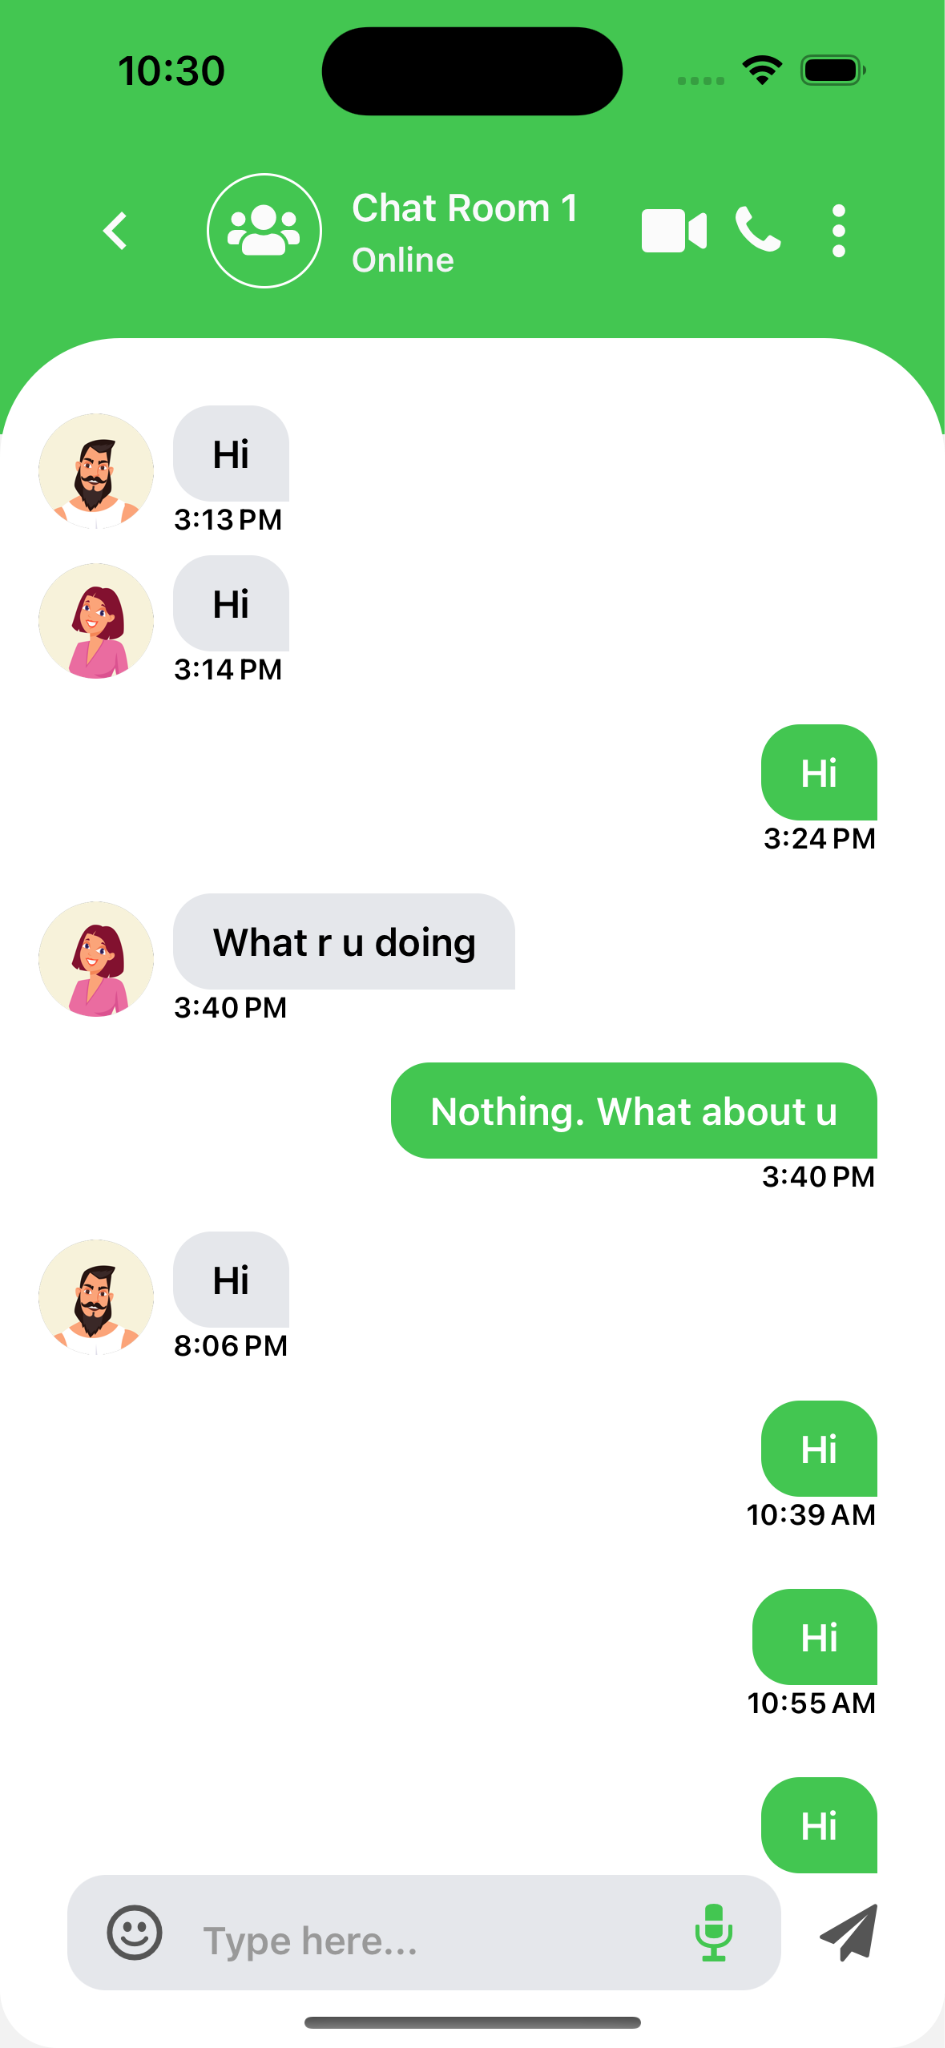 10:30
Chat Room 1
Online
Hi
3:13 PM
Hi
3:14 PM
Hi
3:24 PM
What r u doing
3:40 PM
Nothing. What about u
3:40 PM
Hi
8:06 PM
Hi
10:39 AM
Hi
10:55 AM
Hi
Type here...